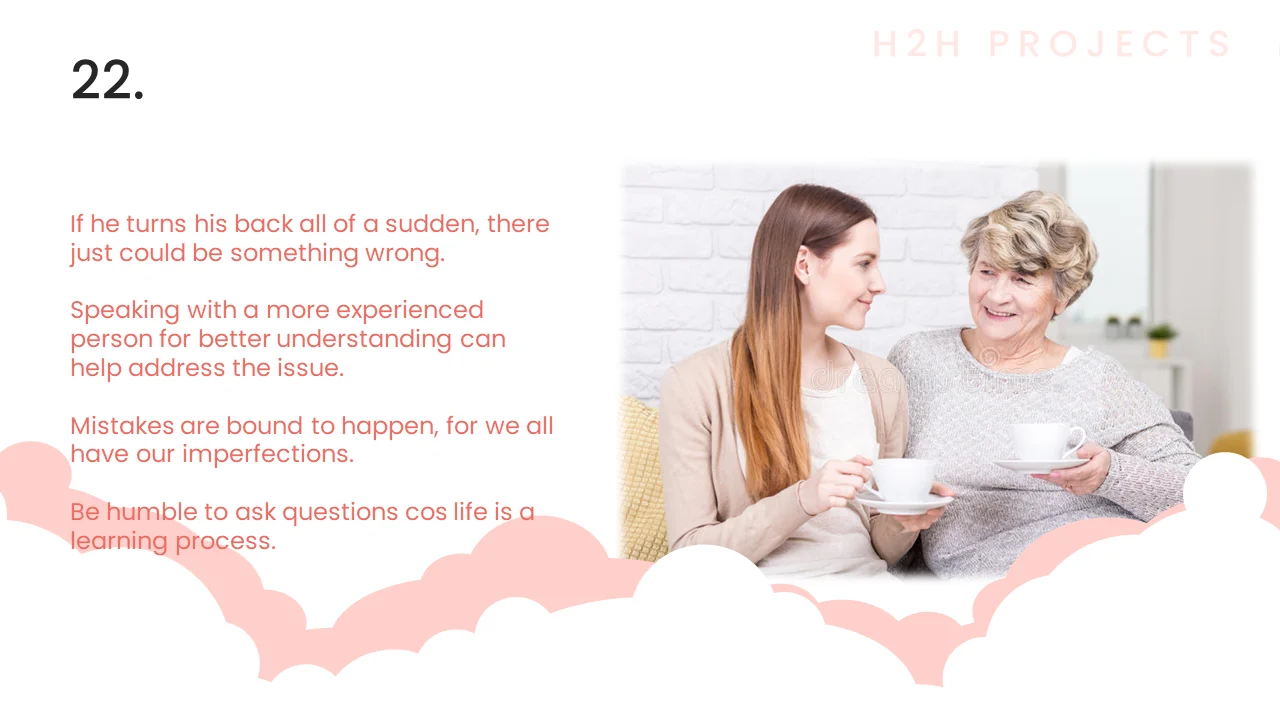 H2H PROJECTS
22.
If he turns his back all of a sudden, there
just could be something wrong.
Speaking with a more experienced
person for better understanding can
help address the issue.
Mistakes are bound to happen, for we all
have our imperfections.
Be humble to ask questions cos life is a
learning process.
dreamstime